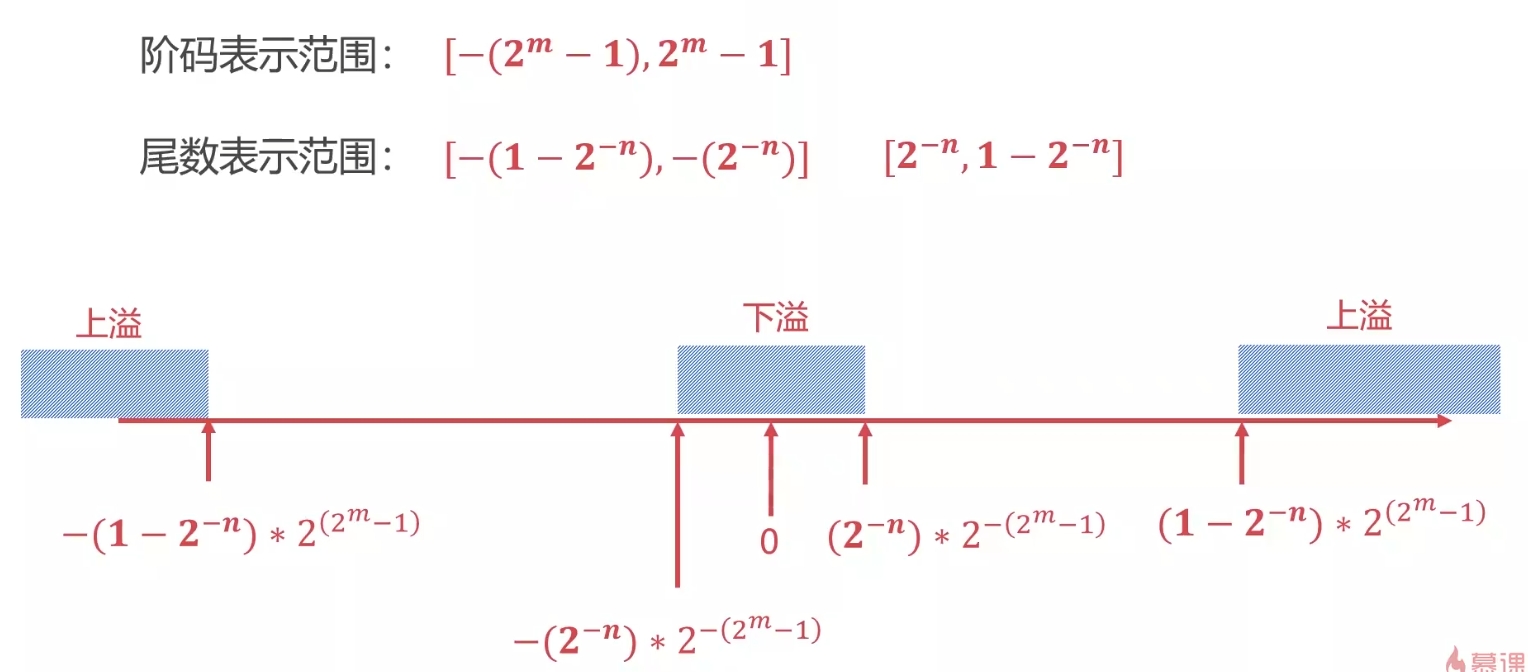 阶码表示范围： [−(2^m − 1), 2^m − 1]
尾数表示范围： [−(1 − 2^−n), −(2^−n)] [2^−n, 1 − 2^−n]
上溢 下溢 上溢
−(1 − 2^−n) * 2^(2^m−1) 0 (2^−n) * 2^−(2^m−1) (1 − 2^−n) * 2^(2^m−1)
−(2^−n) * 2^−(2^m−1)
慕课